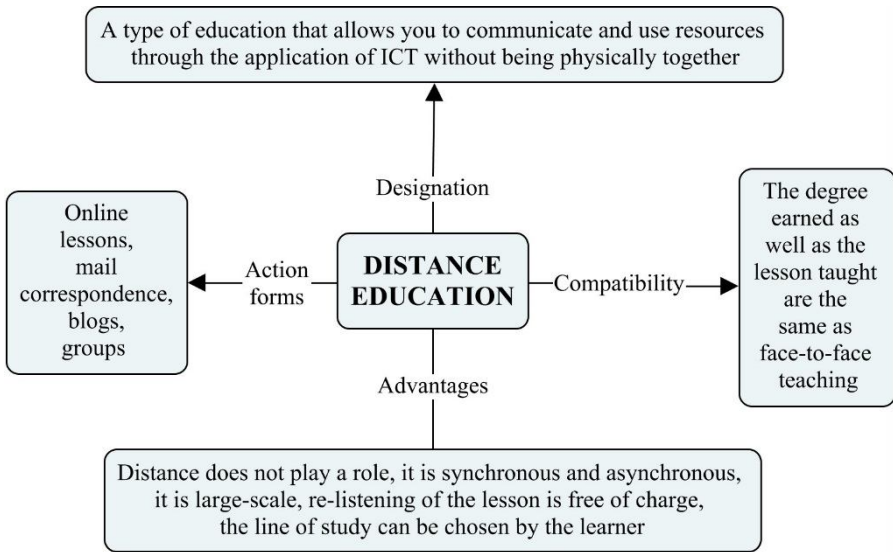 A type of education that allows you to communicate and use resources
through the application of ICT without being physically together
Designation
Online
lessons,
mail
correspondence,
blogs,
groups
Action
forms
DISTANCE
EDUCATION
Compatibility
The degree
earned as
well as the
lesson taught
are the
same as
face-to-face
teaching
Advantages
Distance does not play a role, it is synchronous and asynchronous,
it is large-scale, re-listening of the lesson is free of charge,
the line of study can be chosen by the learner